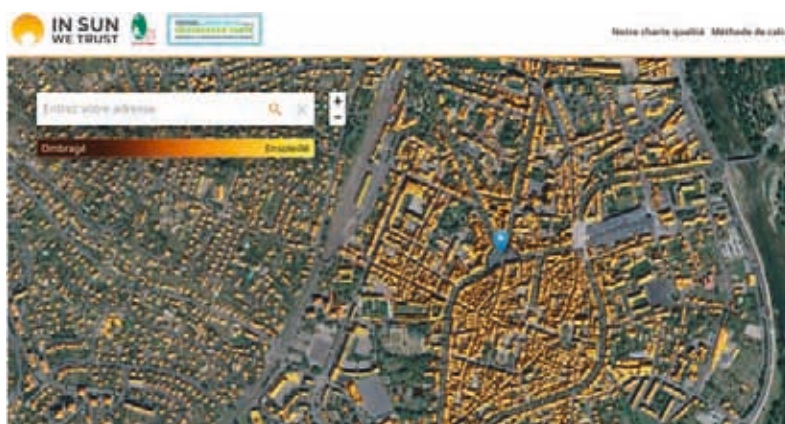 IN SUN
WE TRUST
Notre charte qualité Méthode de calc
Entrez votre adresse
+
-
Ombragé Ensoleillé